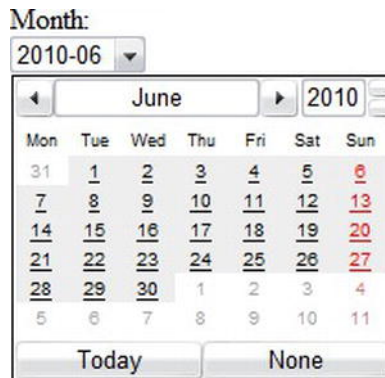 Month:
2010-06
June 2010
Mon Tue Wed Thu Fri Sat Sun
31 1 2 3 4 5 6
7 8 9 10 11 12 13
14 15 16 17 18 19 20
21 22 23 24 25 26 27
28 29 30 1 2 3 4
5 6 7 8 9 10 11
Today None